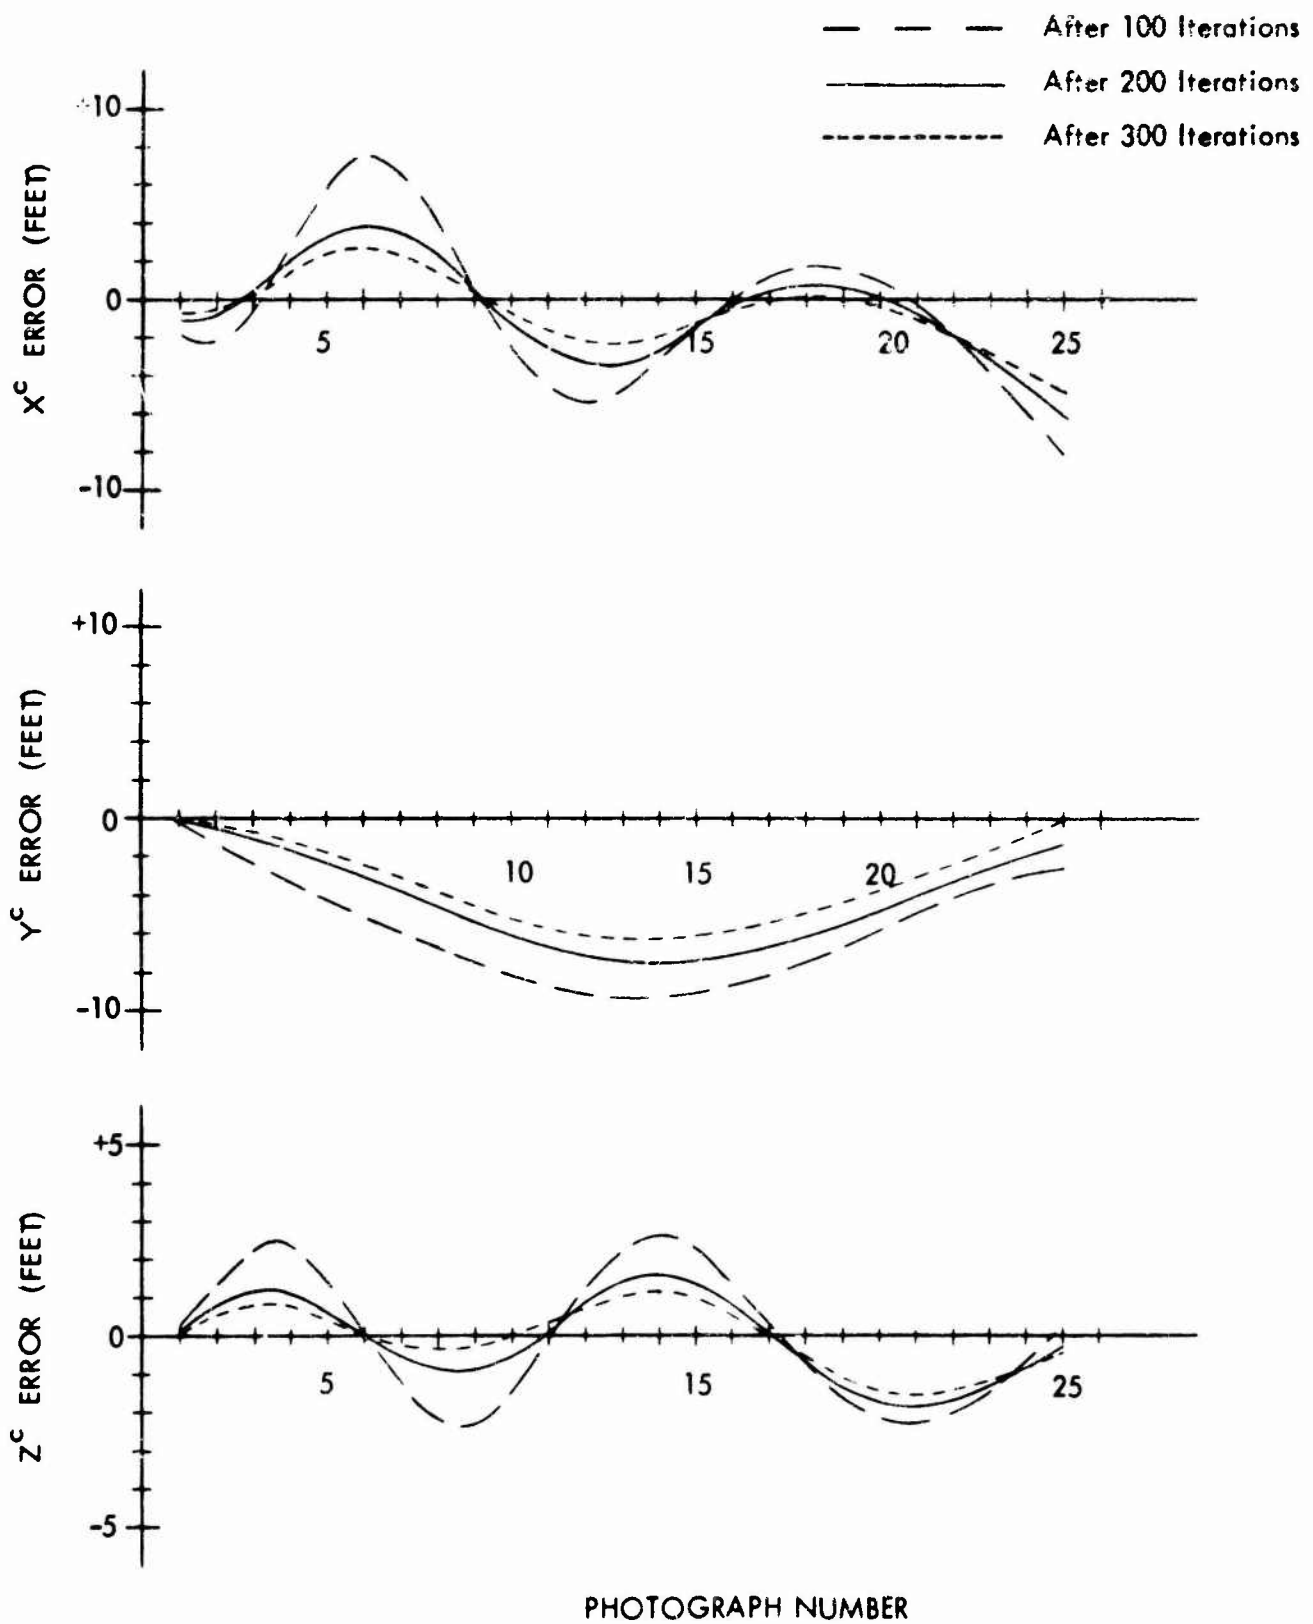 After 100 Iterations
After 200 Iterations
After 300 Iterations
+10
0
-10
5
15
20
25
X^c ERROR (FEET)
+10
0
-10
10
15
20
Y^c ERROR (FEET)
+5
0
-5
5
15
25
Z^c ERROR (FEET)
PHOTOGRAPH NUMBER